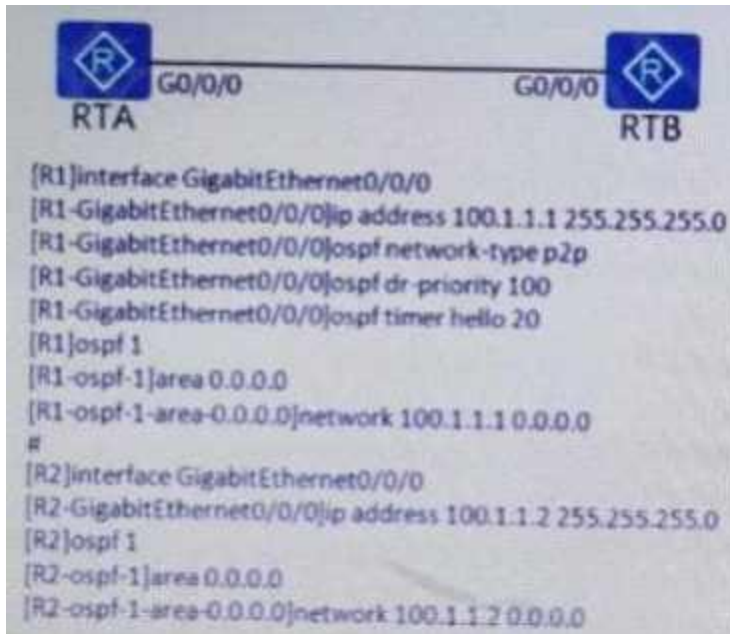 R R
G0/0/0 G0/0/0
RTA RTB
[R1]interface GigabitEthernet0/0/0
[R1-GigabitEthernet0/0/0]ip address 100.1.1.1 255.255.255.0
[R1-GigabitEthernet0/0/0]ospf network-type p2p
[R1-GigabitEthernet0/0/0]ospf dr-priority 100
[R1-GigabitEthernet0/0/0]ospf timer hello 20
[R1]ospf 1
[R1-ospf-1]area 0.0.0.0
[R1-ospf-1-area-0.0.0.0]network 100.1.1.1 0.0.0.0
#
[R2]interface GigabitEthernet0/0/0
[R2-GigabitEthernet0/0/0]ip address 100.1.1.2 255.255.255.0
[R2]ospf 1
[R2-ospf-1]area 0.0.0.0
[R2-ospf-1-area-0.0.0.0]network 100.1.1.2 0.0.0.0